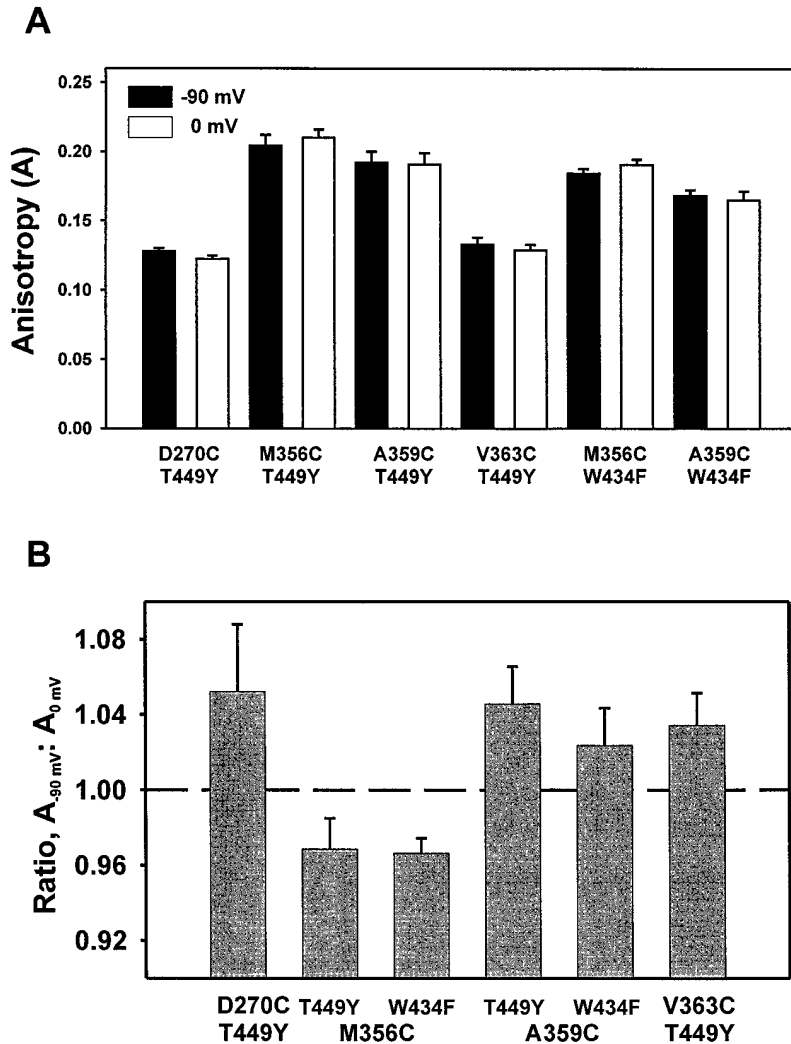 A
Anisotropy (A)
0.25
0.20
0.15
0.10
0.05
0.00
-90 mV
0 mV
D270C M356C A359C V363C M356C A359C
T449Y T449Y T449Y T449Y W434F W434F
B
Ratio, A-90 mV: A0 mV
1.08
1.04
1.00
0.96
0.92
D270C T449Y W434F T449Y W434F V363C
T449Y M356C A359C T449Y